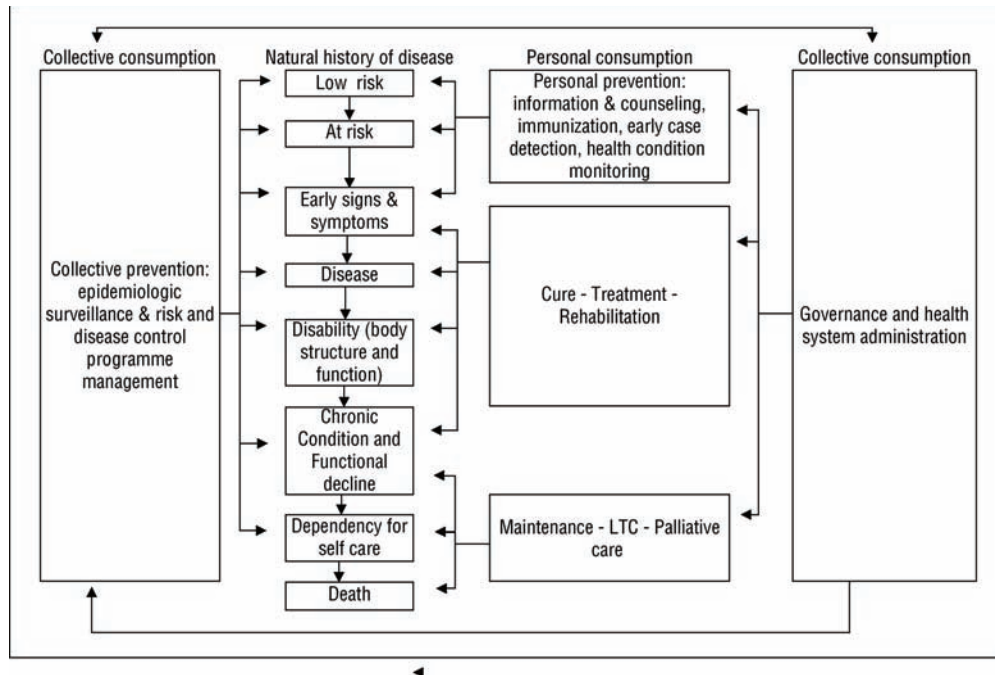 Collective consumption
Collective prevention:
epidemiologic
surveillance & risk and
disease control
programme
management
Natural history of disease
Low risk
At risk
Early signs &
symptoms
Disease
Disability (body
structure and
function)
Chronic
Condition and
Functional
decline
Dependency for
self care
Death
Personal consumption
Personal prevention:
information & counseling,
immunization, early case
detection, health condition
monitoring
Cure - Treatment -
Rehabilitation
Maintenance - LTC - Palliative
care
Collective consumption
Governance and health
system administration